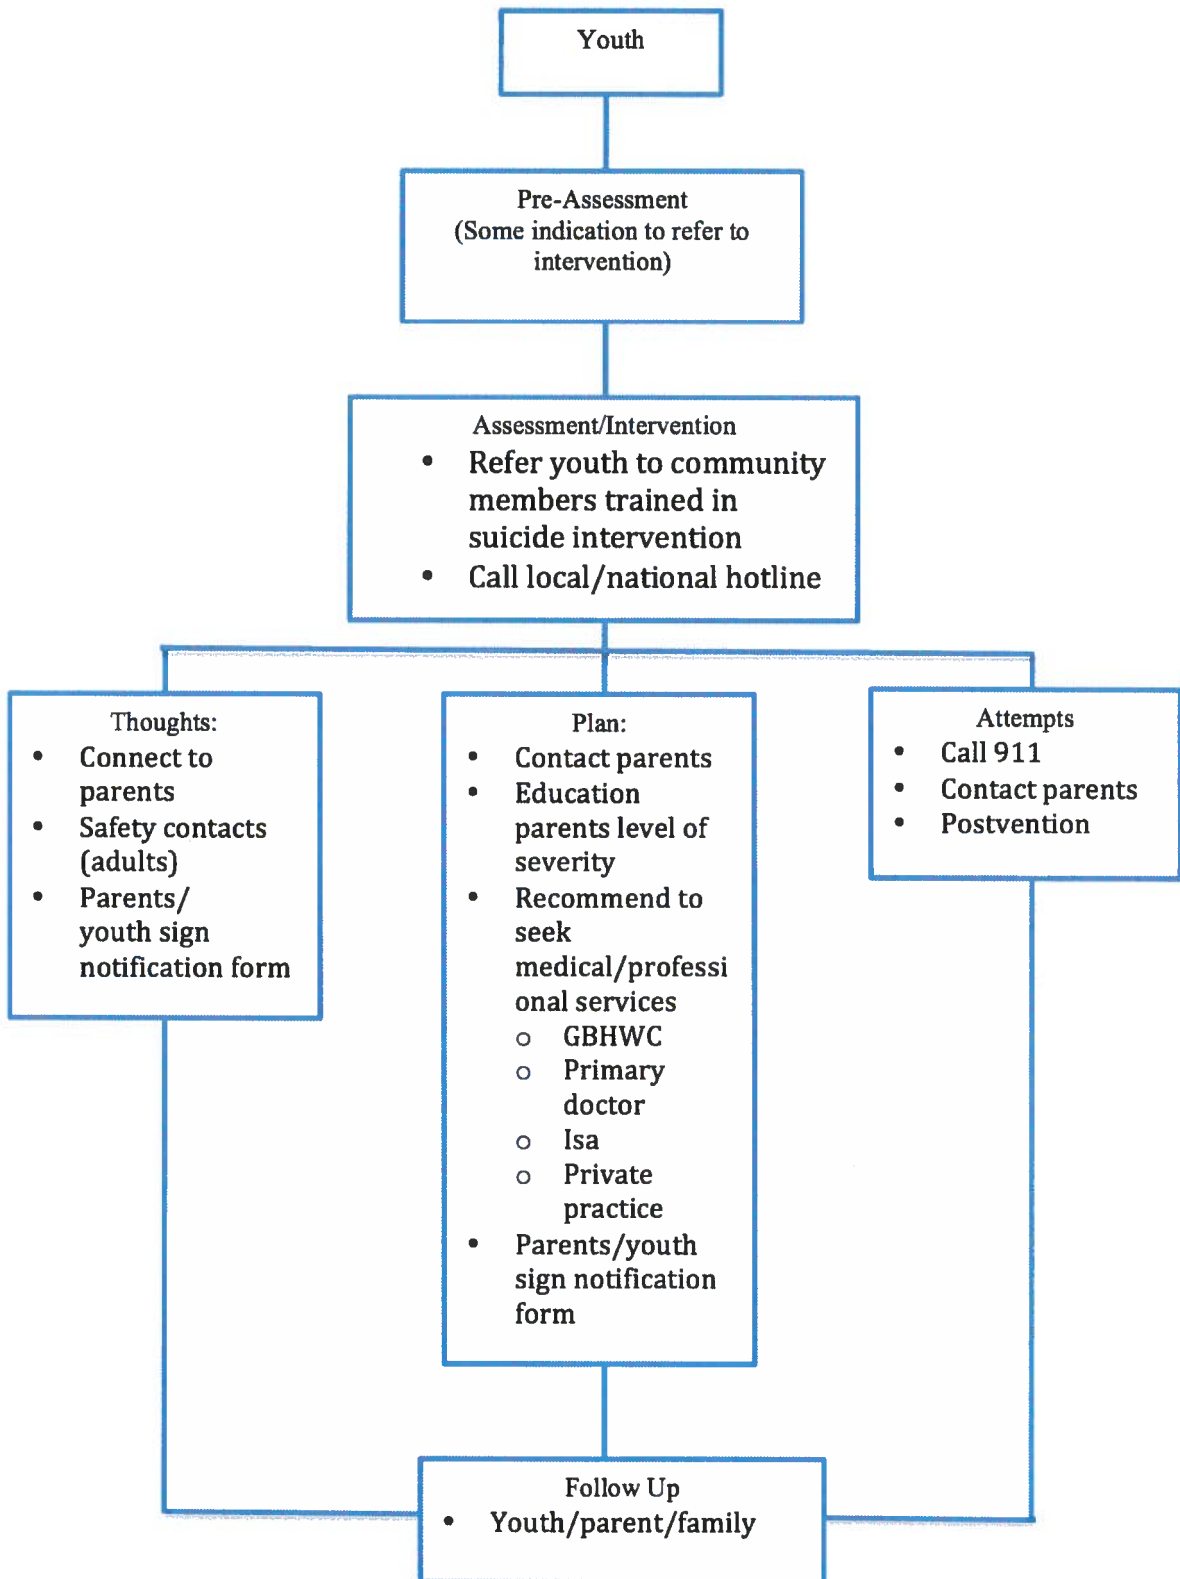 Youth
Pre-Assessment
(Some indication to refer to
intervention)
Assessment/Intervention
• Refer youth to community
members trained in
suicide intervention
• Call local/national hotline
Thoughts:
• Connect to
parents
• Safety contacts
(adults)
• Parents/
youth sign
notification form
Plan:
• Contact parents
• Education
parents level of
severity
• Recommend to
seek
medical/professi
onal services
o GBHWC
o Primary
doctor
o Isa
o Private
practice
• Parents/youth
sign notification
form
Attempts
• Call 911
• Contact parents
• Postvention
Follow Up
• Youth/parent/family